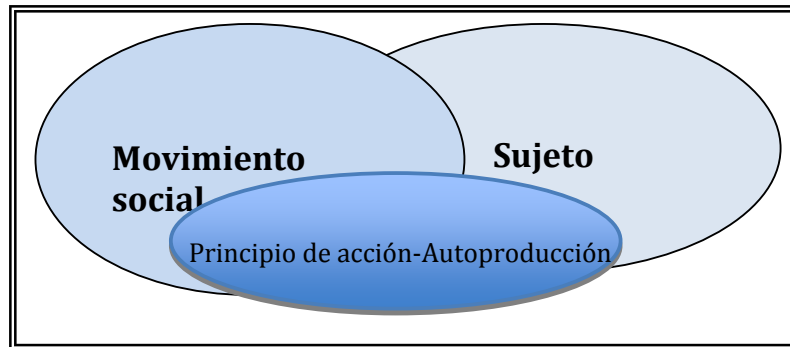 Movimiento
social
Sujeto
Principio de acción-Autoproducción